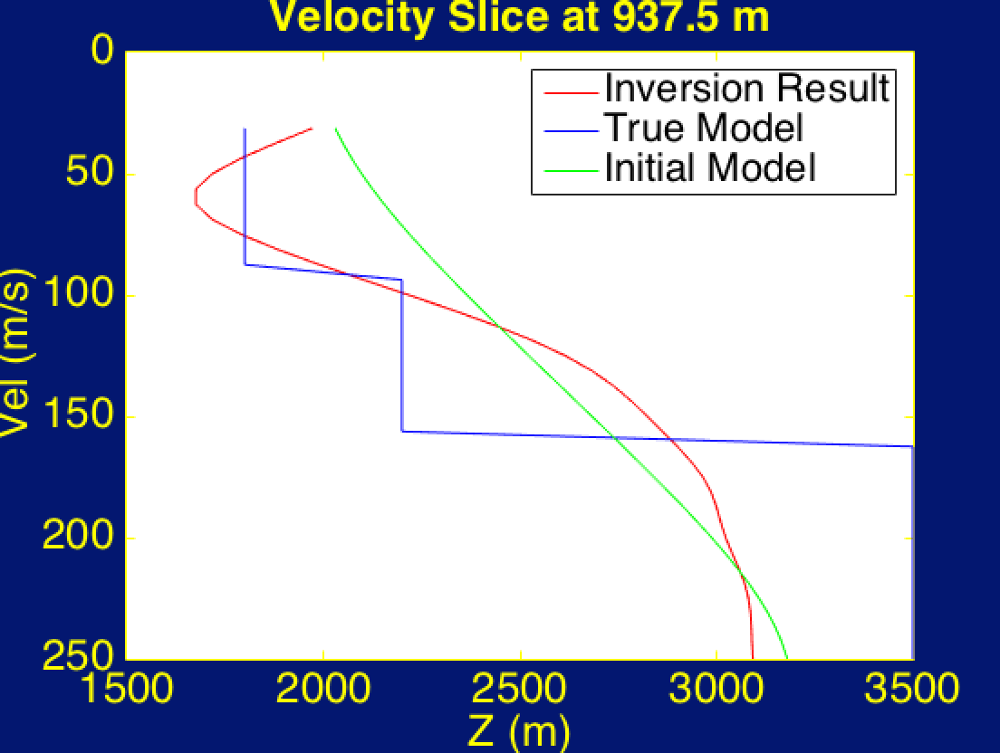 Velocity Slice at 937.5 m
0
50
100
150
200
250
Vel (m/s)
Inversion Result
True Model
Initial Model
1500
2000
2500
3000
3500
Z (m)